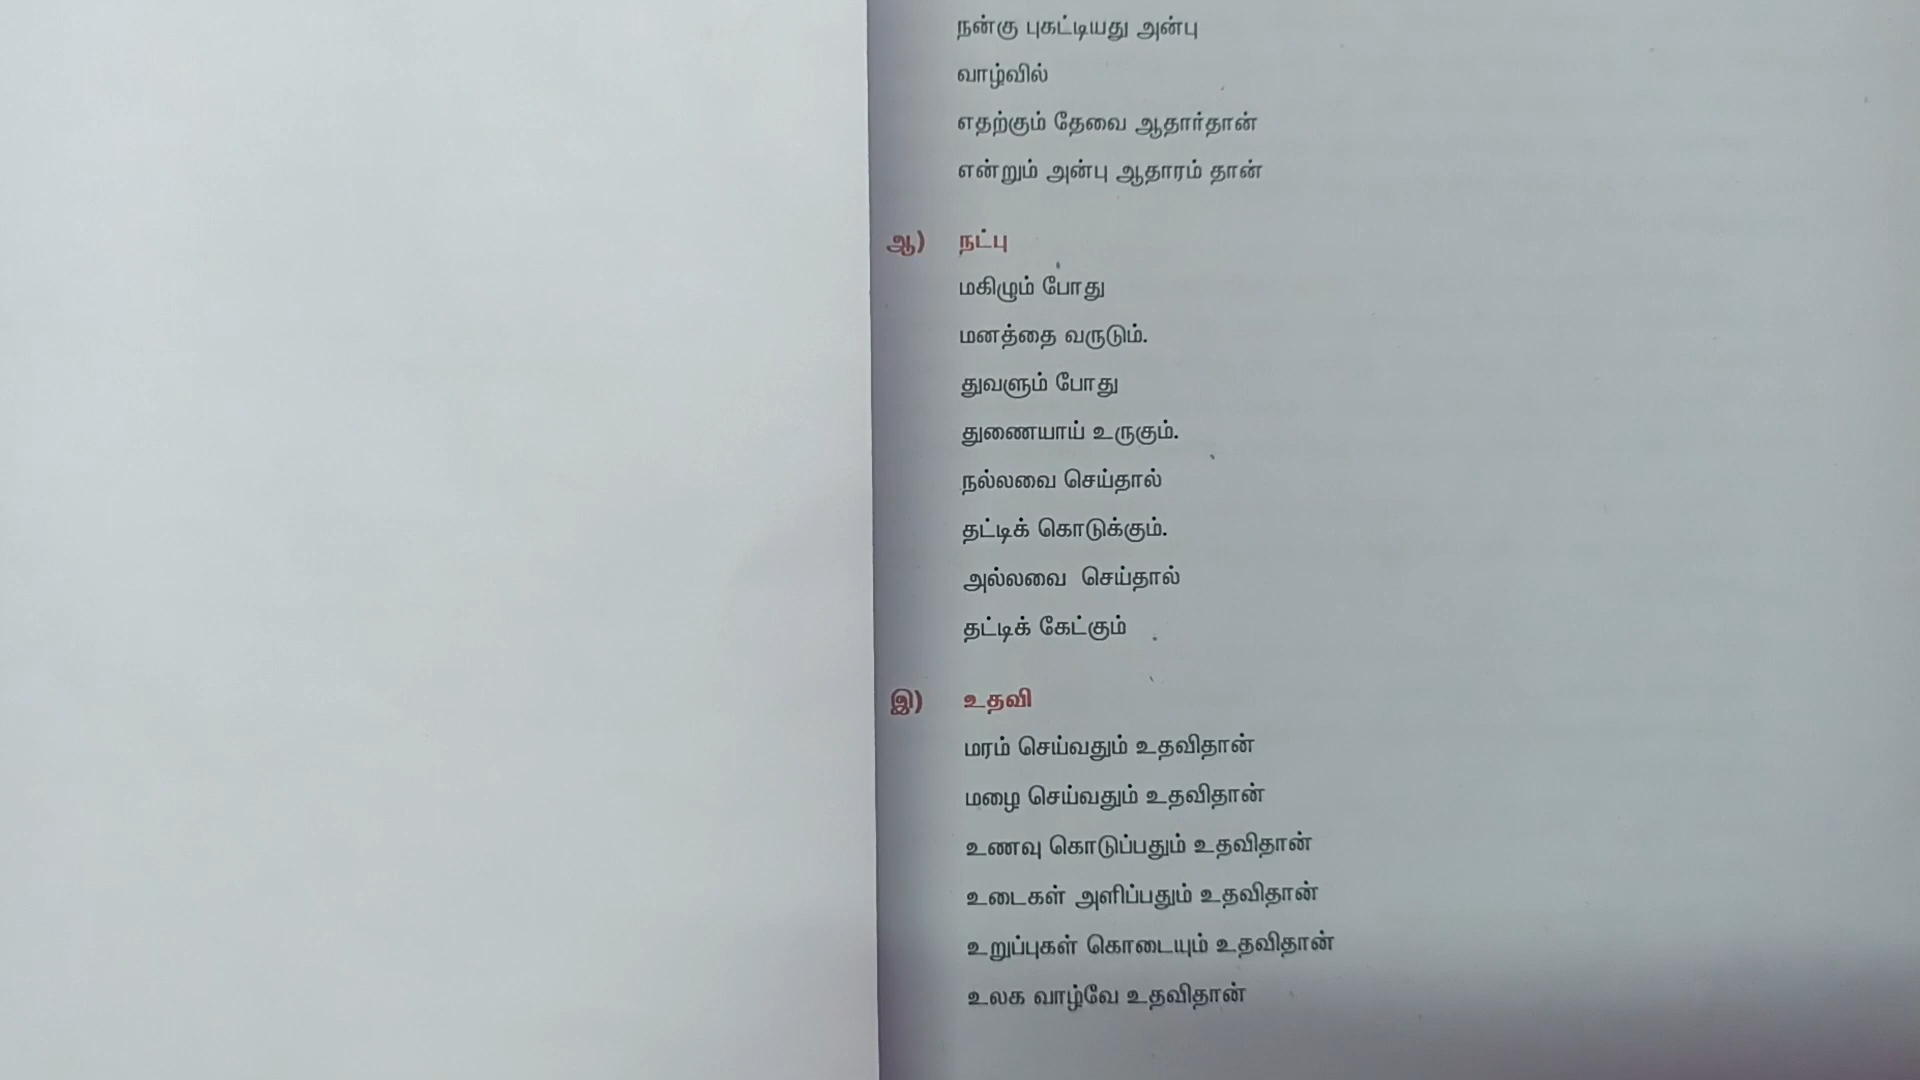 நன்கு புகட்டியது அன்பு
வாழ்வில்
எதற்கும் தேவை ஆதார்தான்
என்றும் அன்பு ஆதாரம் தான்
ஆ) நட்பு
மகிழும் போது
மனத்தை வருடும்.
துவளும் போது
துணையாய் உருகும்.
நல்லவை செய்தால்
தட்டிக் கொடுக்கும்.
அல்லவை செய்தால்
தட்டிக் கேட்கும்
இ) உதவி
மரம் செய்வதும் உதவிதான்
மழை செய்வதும் உதவிதான்
உணவு கொடுப்பதும் உதவிதான்
உடைகள் அளிப்பதும் உதவிதான்
உறுப்புகள் கொடையும் உதவிதான்
உலக வாழ்வே உதவிதான்